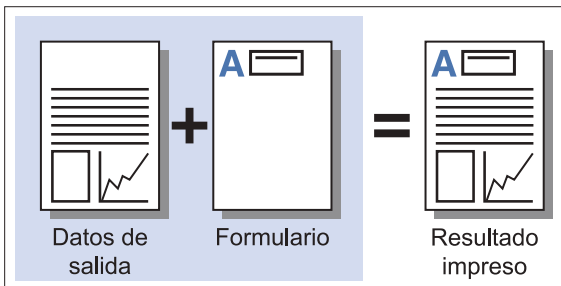 A
+
=
A
Datos de
salida
Formulario
Resultado
impreso